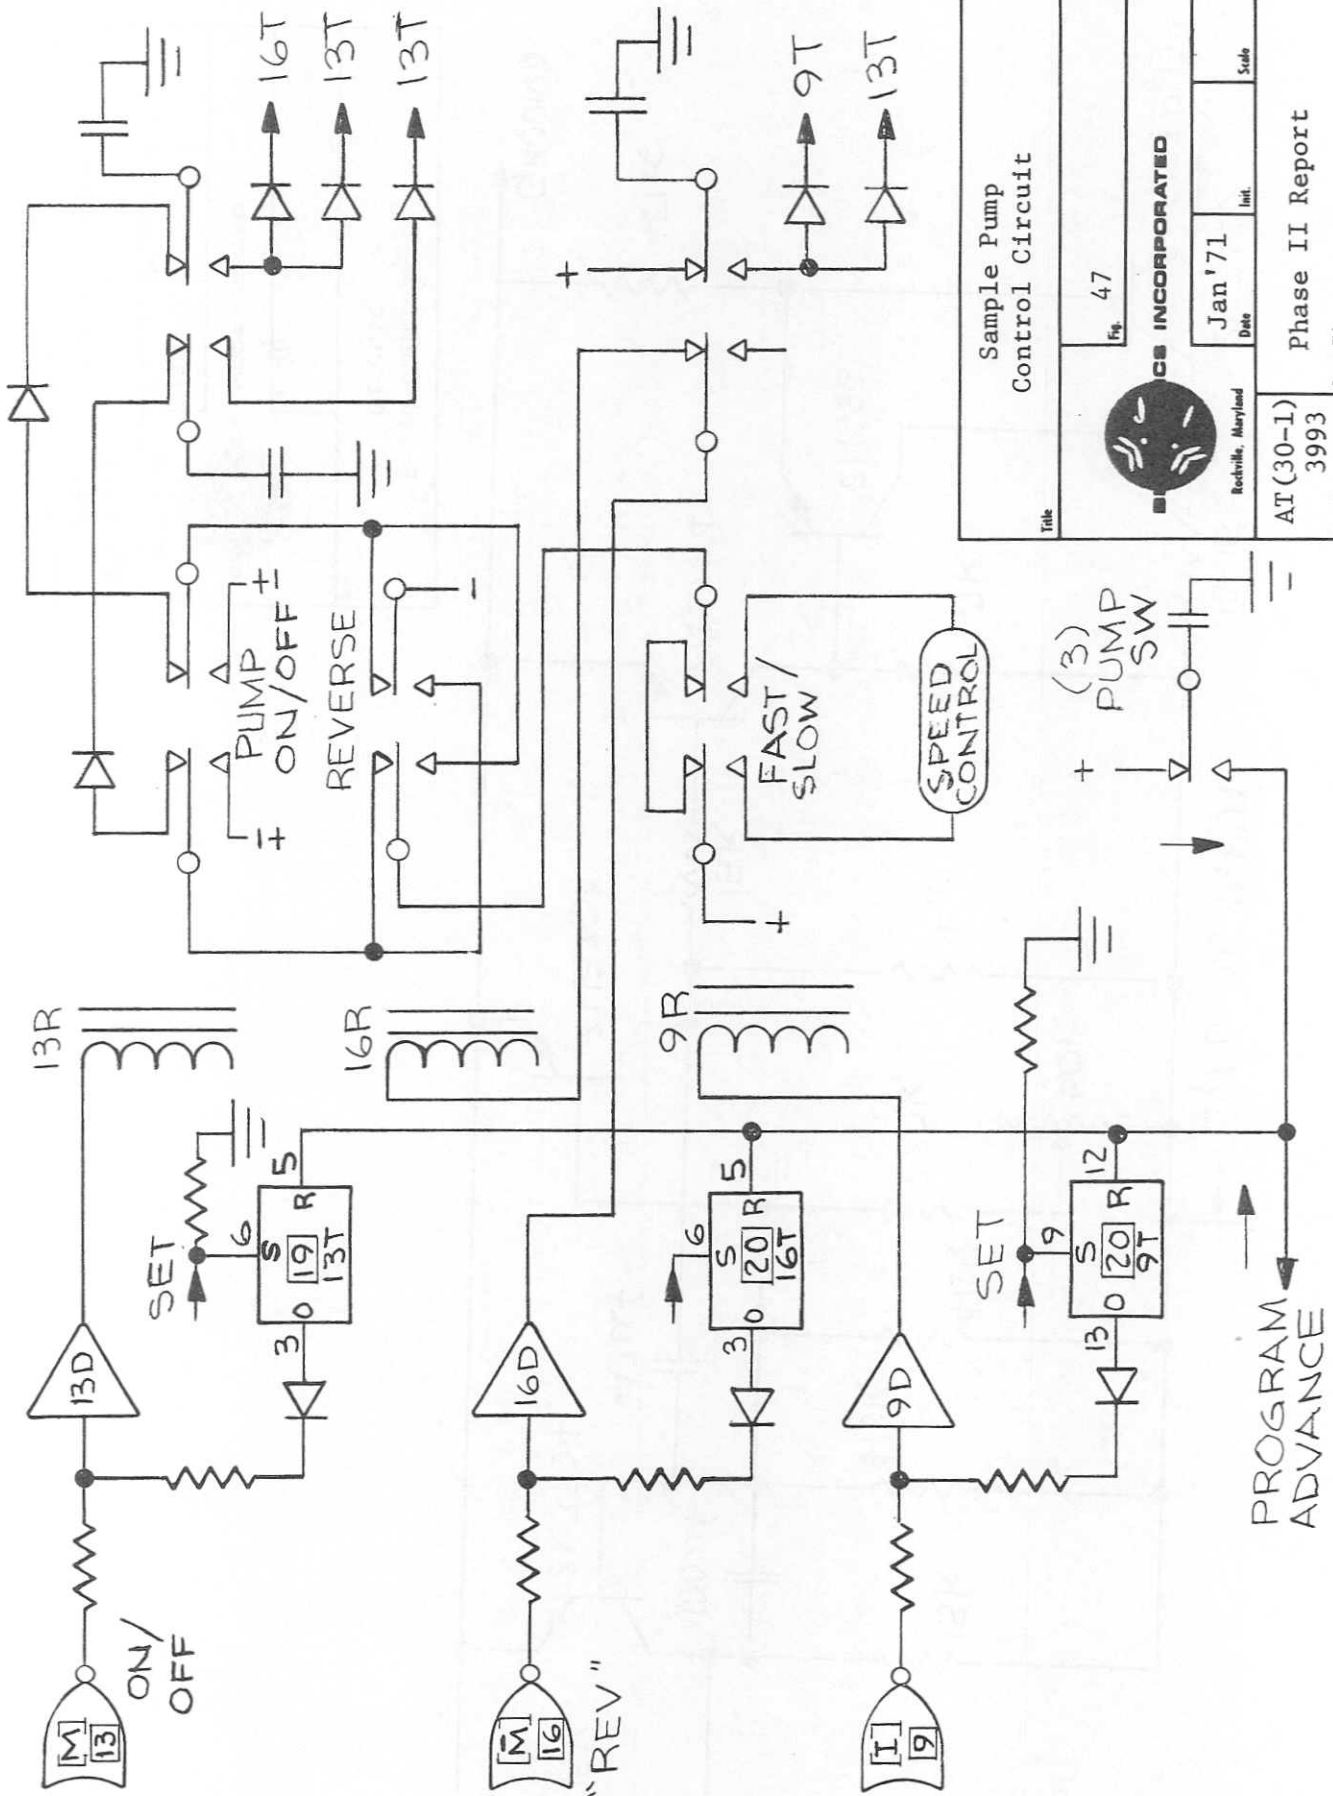 16T
13T
13T
+
9T
13T
PUMP
ON/OFF
+
-
-
+
REVERSE
-
FAST/
SLOW
SPEED
CONTROL
+
(3)
PUMP
SW
+
13R
16R
9R
SET
6
S
19
13T
R
5
O
3
13D
6
S
20
16T
R
5
O
3
16D
SET
9
S
20
9T
R
12
O
13
9D
[M]
13
ON/
OFF
[M̄]
16
"REV"
[I]
9
PROGRAM
ADVANCE
Title
Sample Pump
Control Circuit
Fig. 47
CS INCORPORATED
Rockville, Maryland
Jan '71
Date
Init.
Scale
AT(30-1)
3993
Phase II Report